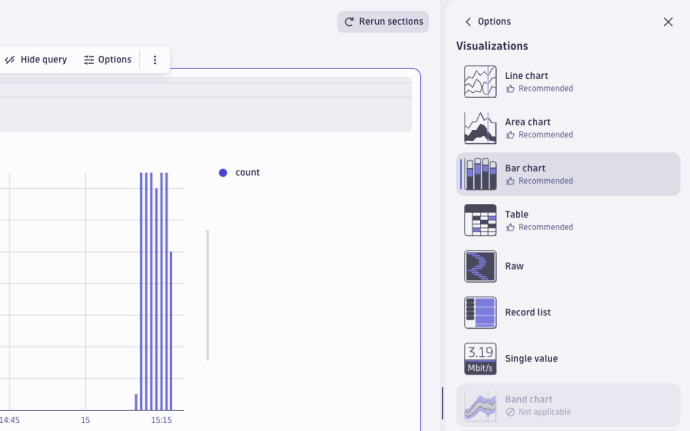 Rerun sections
Options
Visualizations
Hide query
Options
Line chart
Recommended
Area chart
Recommended
Bar chart
Recommended
count
Table
Recommended
Raw
Record list
3.19
Mbit/s
Single value
Band chart
Not applicable
14:45
15
15:15